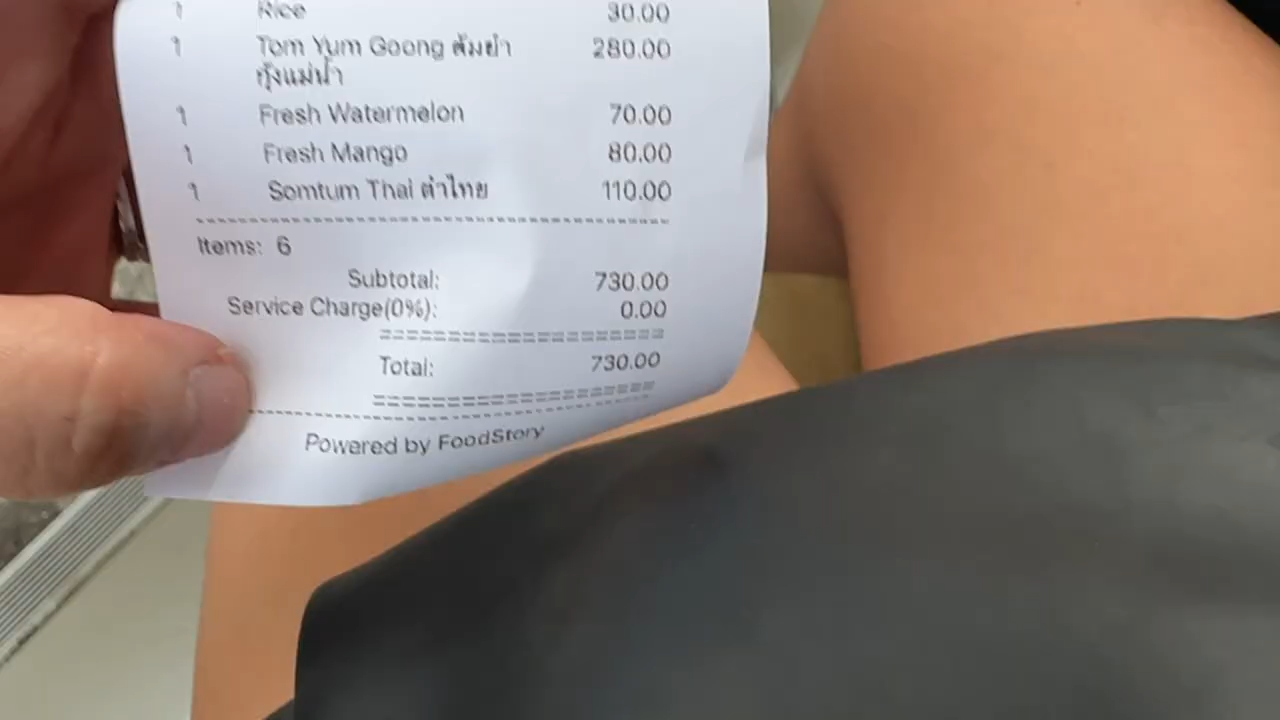 1 Rice 30.00
1 Tom Yum Goong ต้มยำ 280.00
กุ้งแม่น้ำ
1 Fresh Watermelon 70.00
1 Fresh Mango 80.00
1 Somtum Thai ตำไทย 110.00
Items: 6
Subtotal: 730.00
Service Charge(0%): 0.00
Total: 730.00
Powered by FoodStory